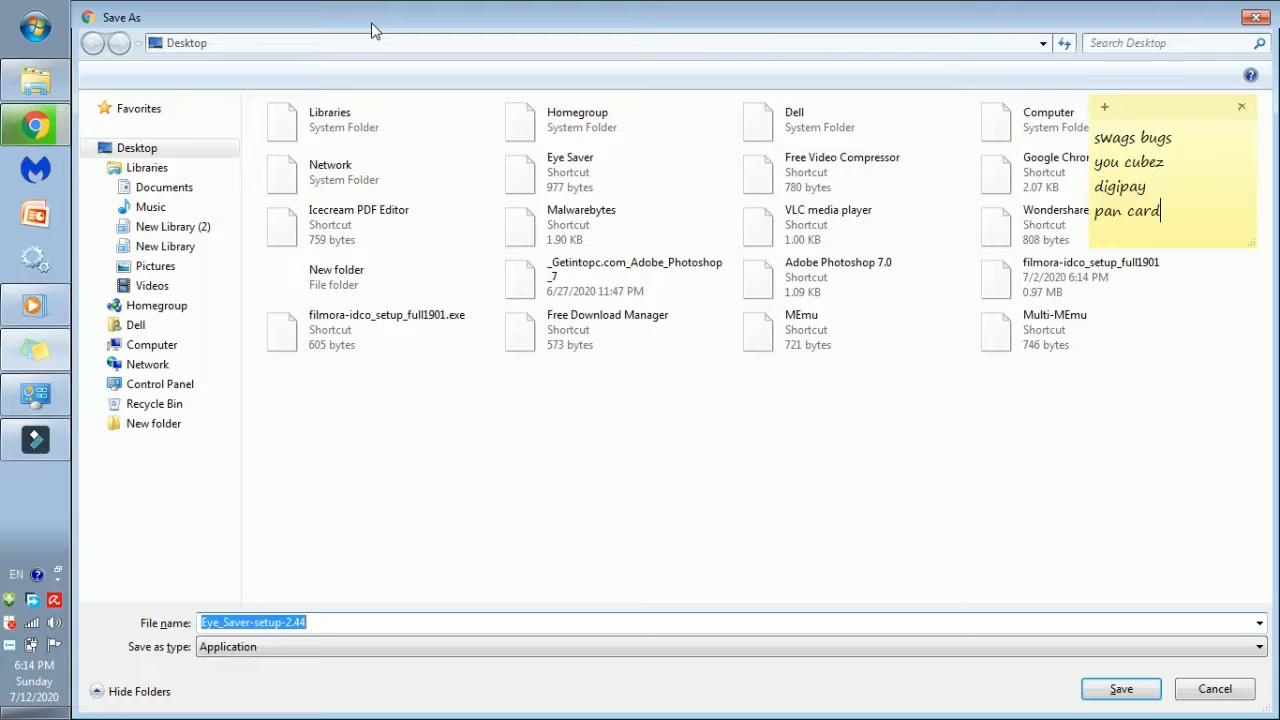 Save As
Desktop
Search Desktop
Favorites
Desktop
Libraries
Documents
Music
New Library (2)
New Library
Pictures
Videos
Homegroup
Dell
Computer
Network
Control Panel
Recycle Bin
New folder
Libraries
System Folder
Homegroup
System Folder
Dell
System Folder
Computer
System Folde
Network
System Folder
Eye Saver
Shortcut
977 bytes
Free Video Compressor
Shortcut
780 bytes
Google Chron
Shortcut
2.07 KB
Icecream PDF Editor
Shortcut
759 bytes
Malwarebytes
Shortcut
1.90 KB
VLC media player
Shortcut
1.00 KB
Wondershare
Shortcut
808 bytes
New folder
File folder
_Getintopc.com_Adobe_Photoshop
_7
6/27/2020 11:47 PM
Adobe Photoshop 7.0
Shortcut
1.09 KB
filmora-idco_setup_full1901
7/2/2020 6:14 PM
0.97 MB
filmora-idco_setup_full1901.exe
Shortcut
605 bytes
Free Download Manager
Shortcut
573 bytes
MEmu
Shortcut
721 bytes
Multi-MEmu
Shortcut
746 bytes
swags bugs
you cubez
digipay
pan card
File name: Eye_Saver-setup-2.44
Save as type: Application
Hide Folders
Save
Cancel
EN
6:14 PM
Sunday
7/12/2020